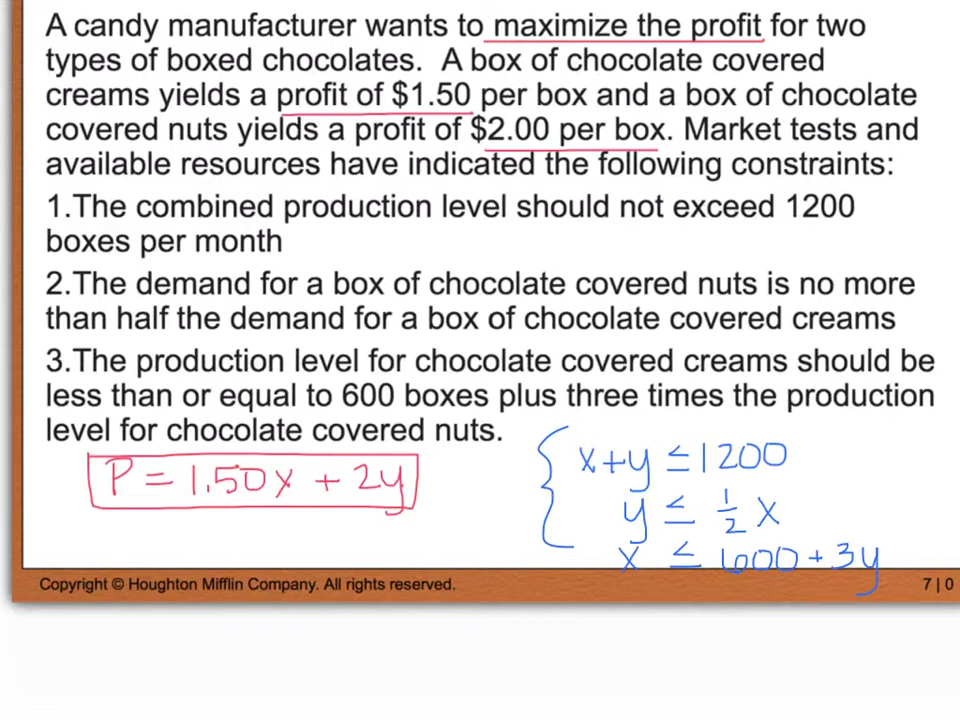 A candy manufacturer wants to maximize the profit for two
types of boxed chocolates. A box of chocolate covered
creams yields a profit of $1.50 per box and a box of chocolate
covered nuts yields a profit of $2.00 per box. Market tests and
available resources have indicated the following constraints:
1.The combined production level should not exceed 1200
boxes per month
2.The demand for a box of chocolate covered nuts is no more
than half the demand for a box of chocolate covered creams
3.The production level for chocolate covered creams should be
less than or equal to 600 boxes plus three times the production
level for chocolate covered nuts.
P = 1.50x + 2y
x+y ≤ 1200
y ≤ 1/2 x
x ≤ 600 + 3y
Copyright © Houghton Mifflin Company. All rights reserved.
7 | 0